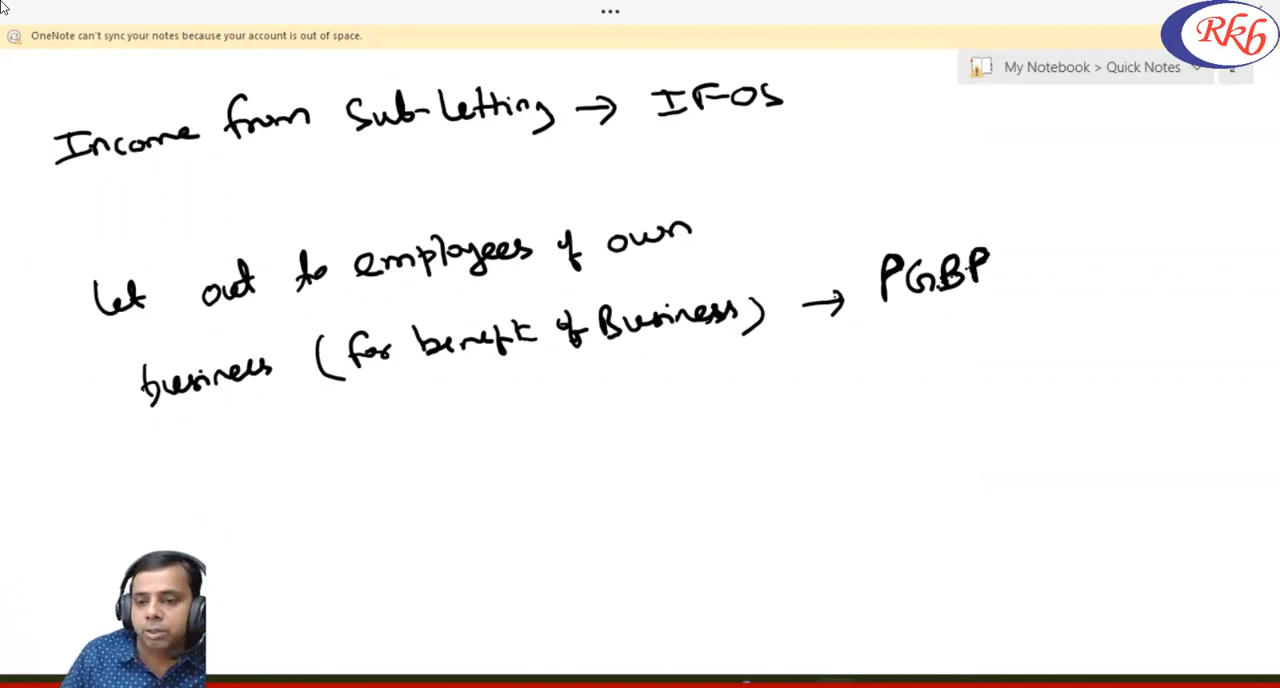 OneNote can't sync your notes because your account is out of space.
Rkb
My Notebook > Quick Notes
Income from Sub-letting → IFOS
Let out to employees of own
business (for benefit of Business) → PGBP